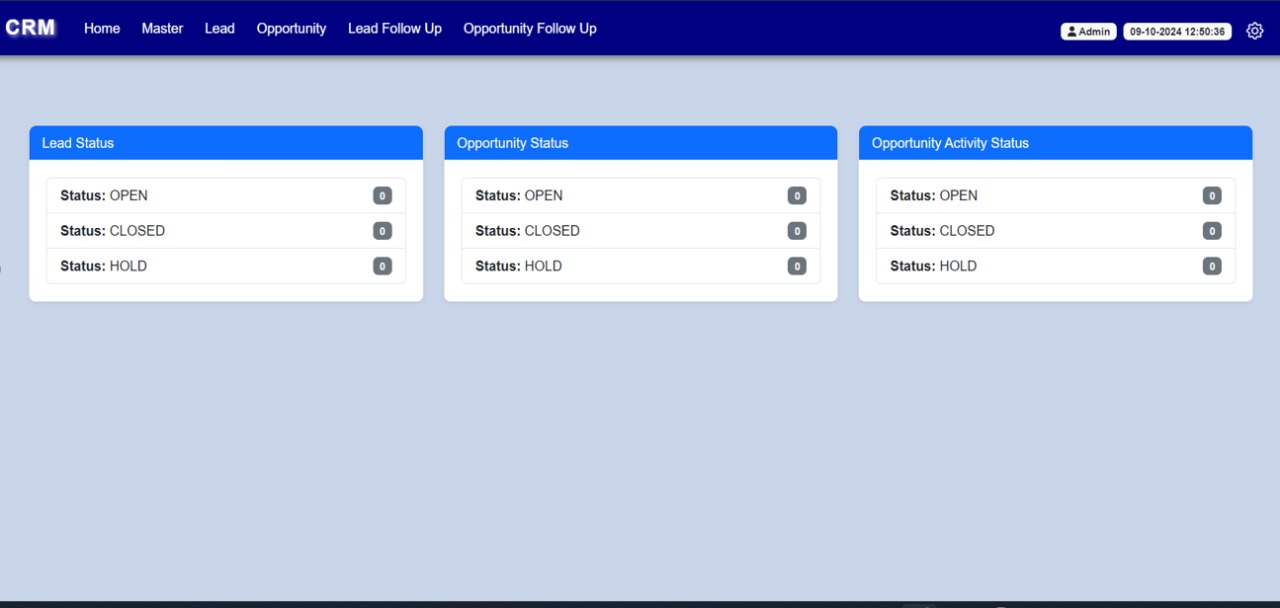 CRM Home Master Lead Opportunity Lead Follow Up Opportunity Follow Up Admin 09-10-2024 12:50:36
Lead Status
Status: OPEN 0
Status: CLOSED 0
Status: HOLD 0
Opportunity Status
Status: OPEN 0
Status: CLOSED 0
Status: HOLD 0
Opportunity Activity Status
Status: OPEN 0
Status: CLOSED 0
Status: HOLD 0